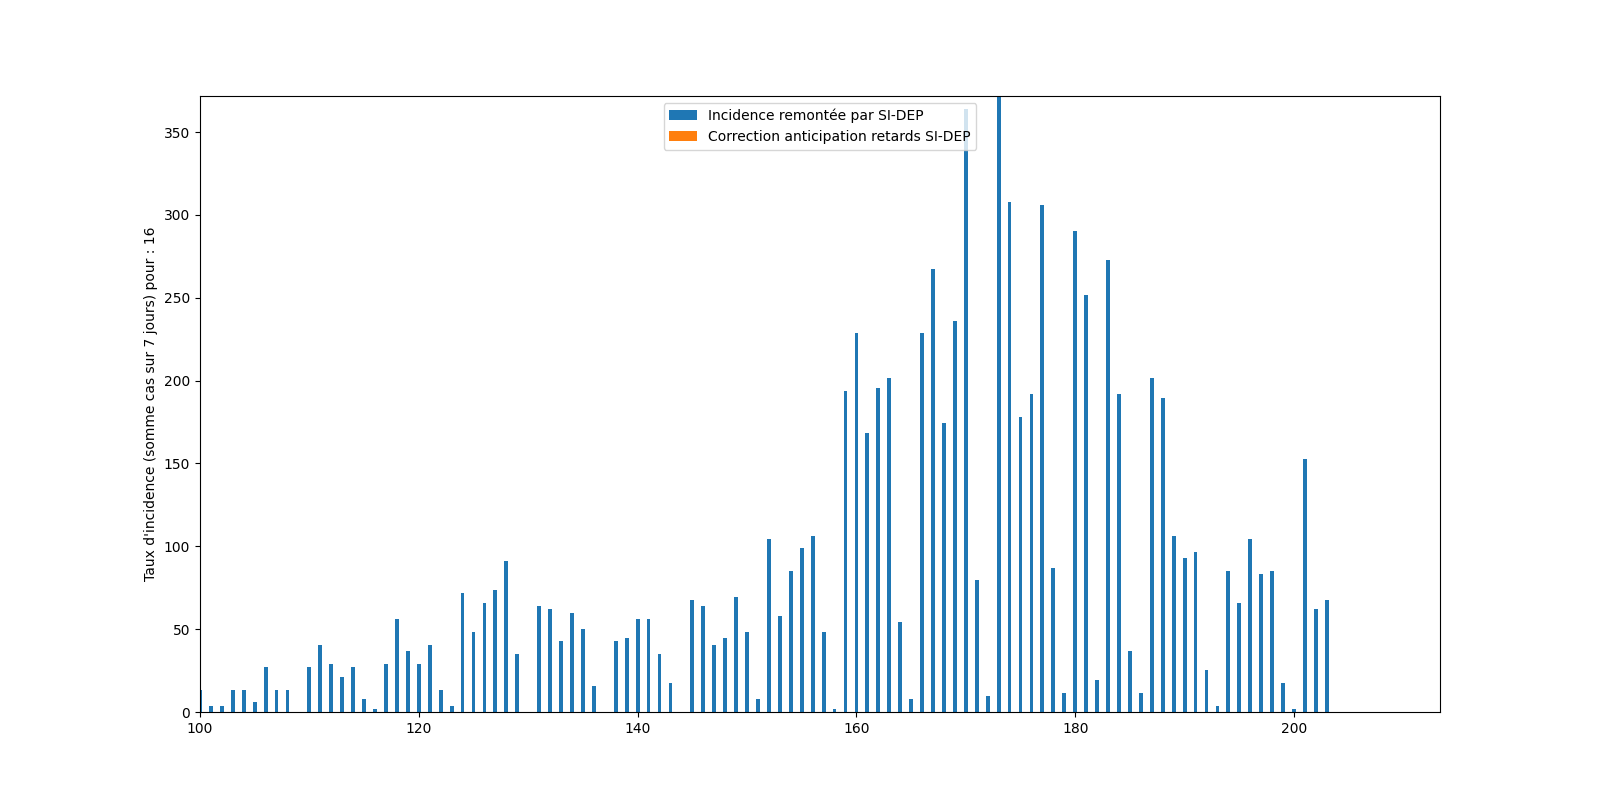 Incidence remontée par SI-DEP
Correction anticipation retards SI-DEP
Taux d'incidence (somme cas sur 7 jours) pour : 16
350
300
250
200
150
100
50
0
100 120 140 160 180 200